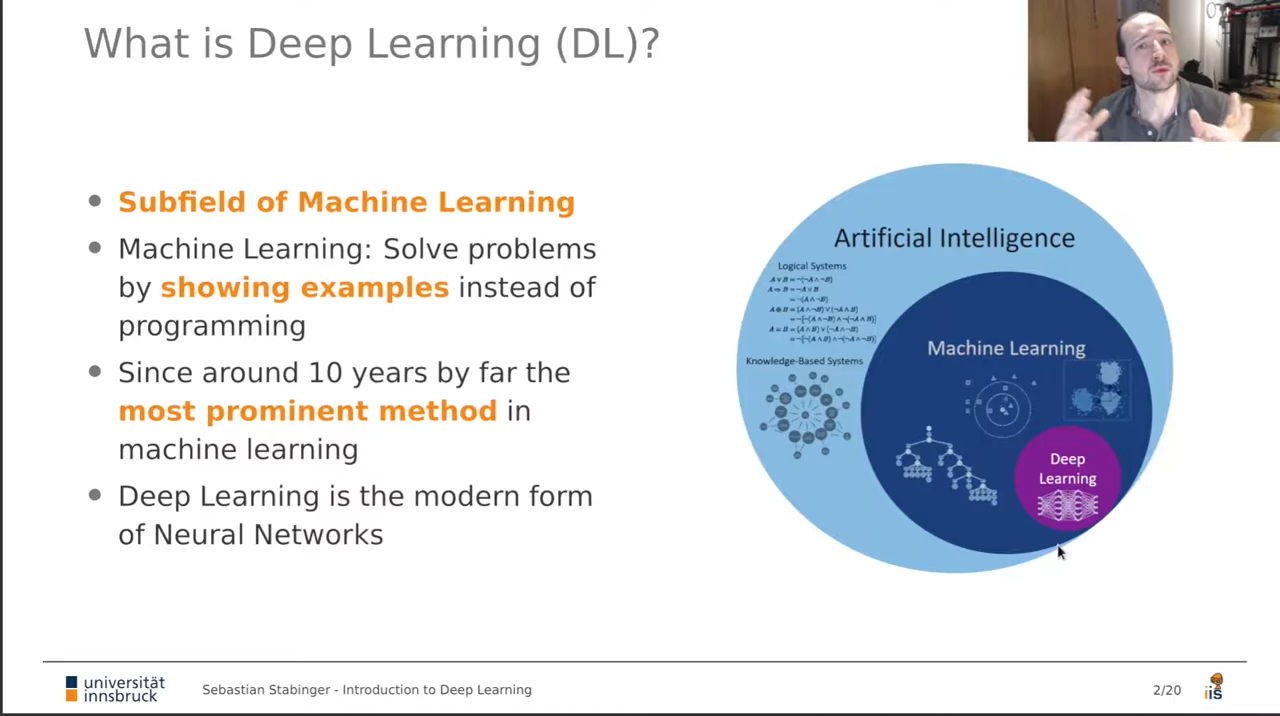 What is Deep Learning (DL)?
• Subfield of Machine Learning
• Machine Learning: Solve problems
by showing examples instead of
programming
• Since around 10 years by far the
most prominent method in
machine learning
• Deep Learning is the modern form
of Neural Networks
Artificial Intelligence
Logical Systems
Knowledge-Based Systems
Machine Learning
Deep
Learning
universität
innsbruck
Sebastian Stabinger - Introduction to Deep Learning
2/20
iis